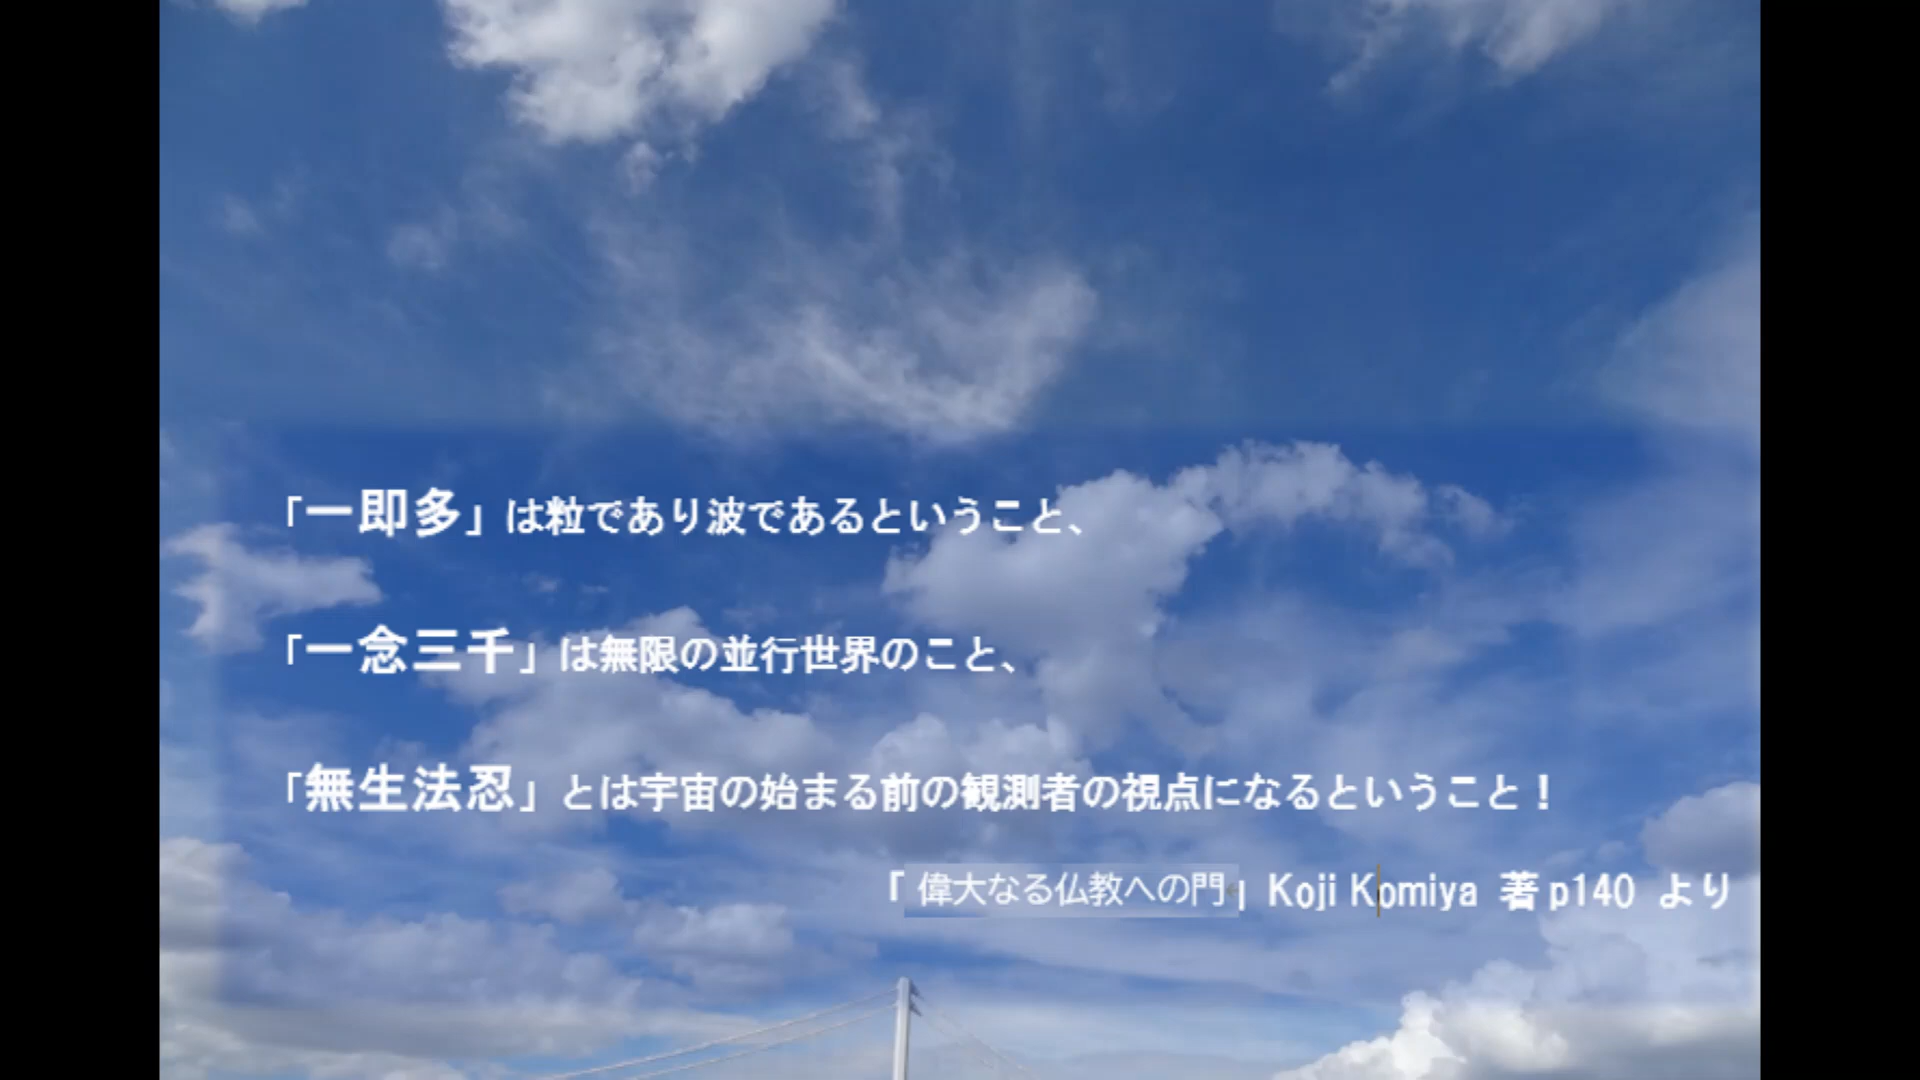 「一即多」は粒であり波であるということ、
「一念三千」は無限の並行世界のこと、
「無生法忍」とは宇宙の始まる前の観測者の視点になるということ！
「偉大なる仏教への門」Koji Komiya 著 p140 より